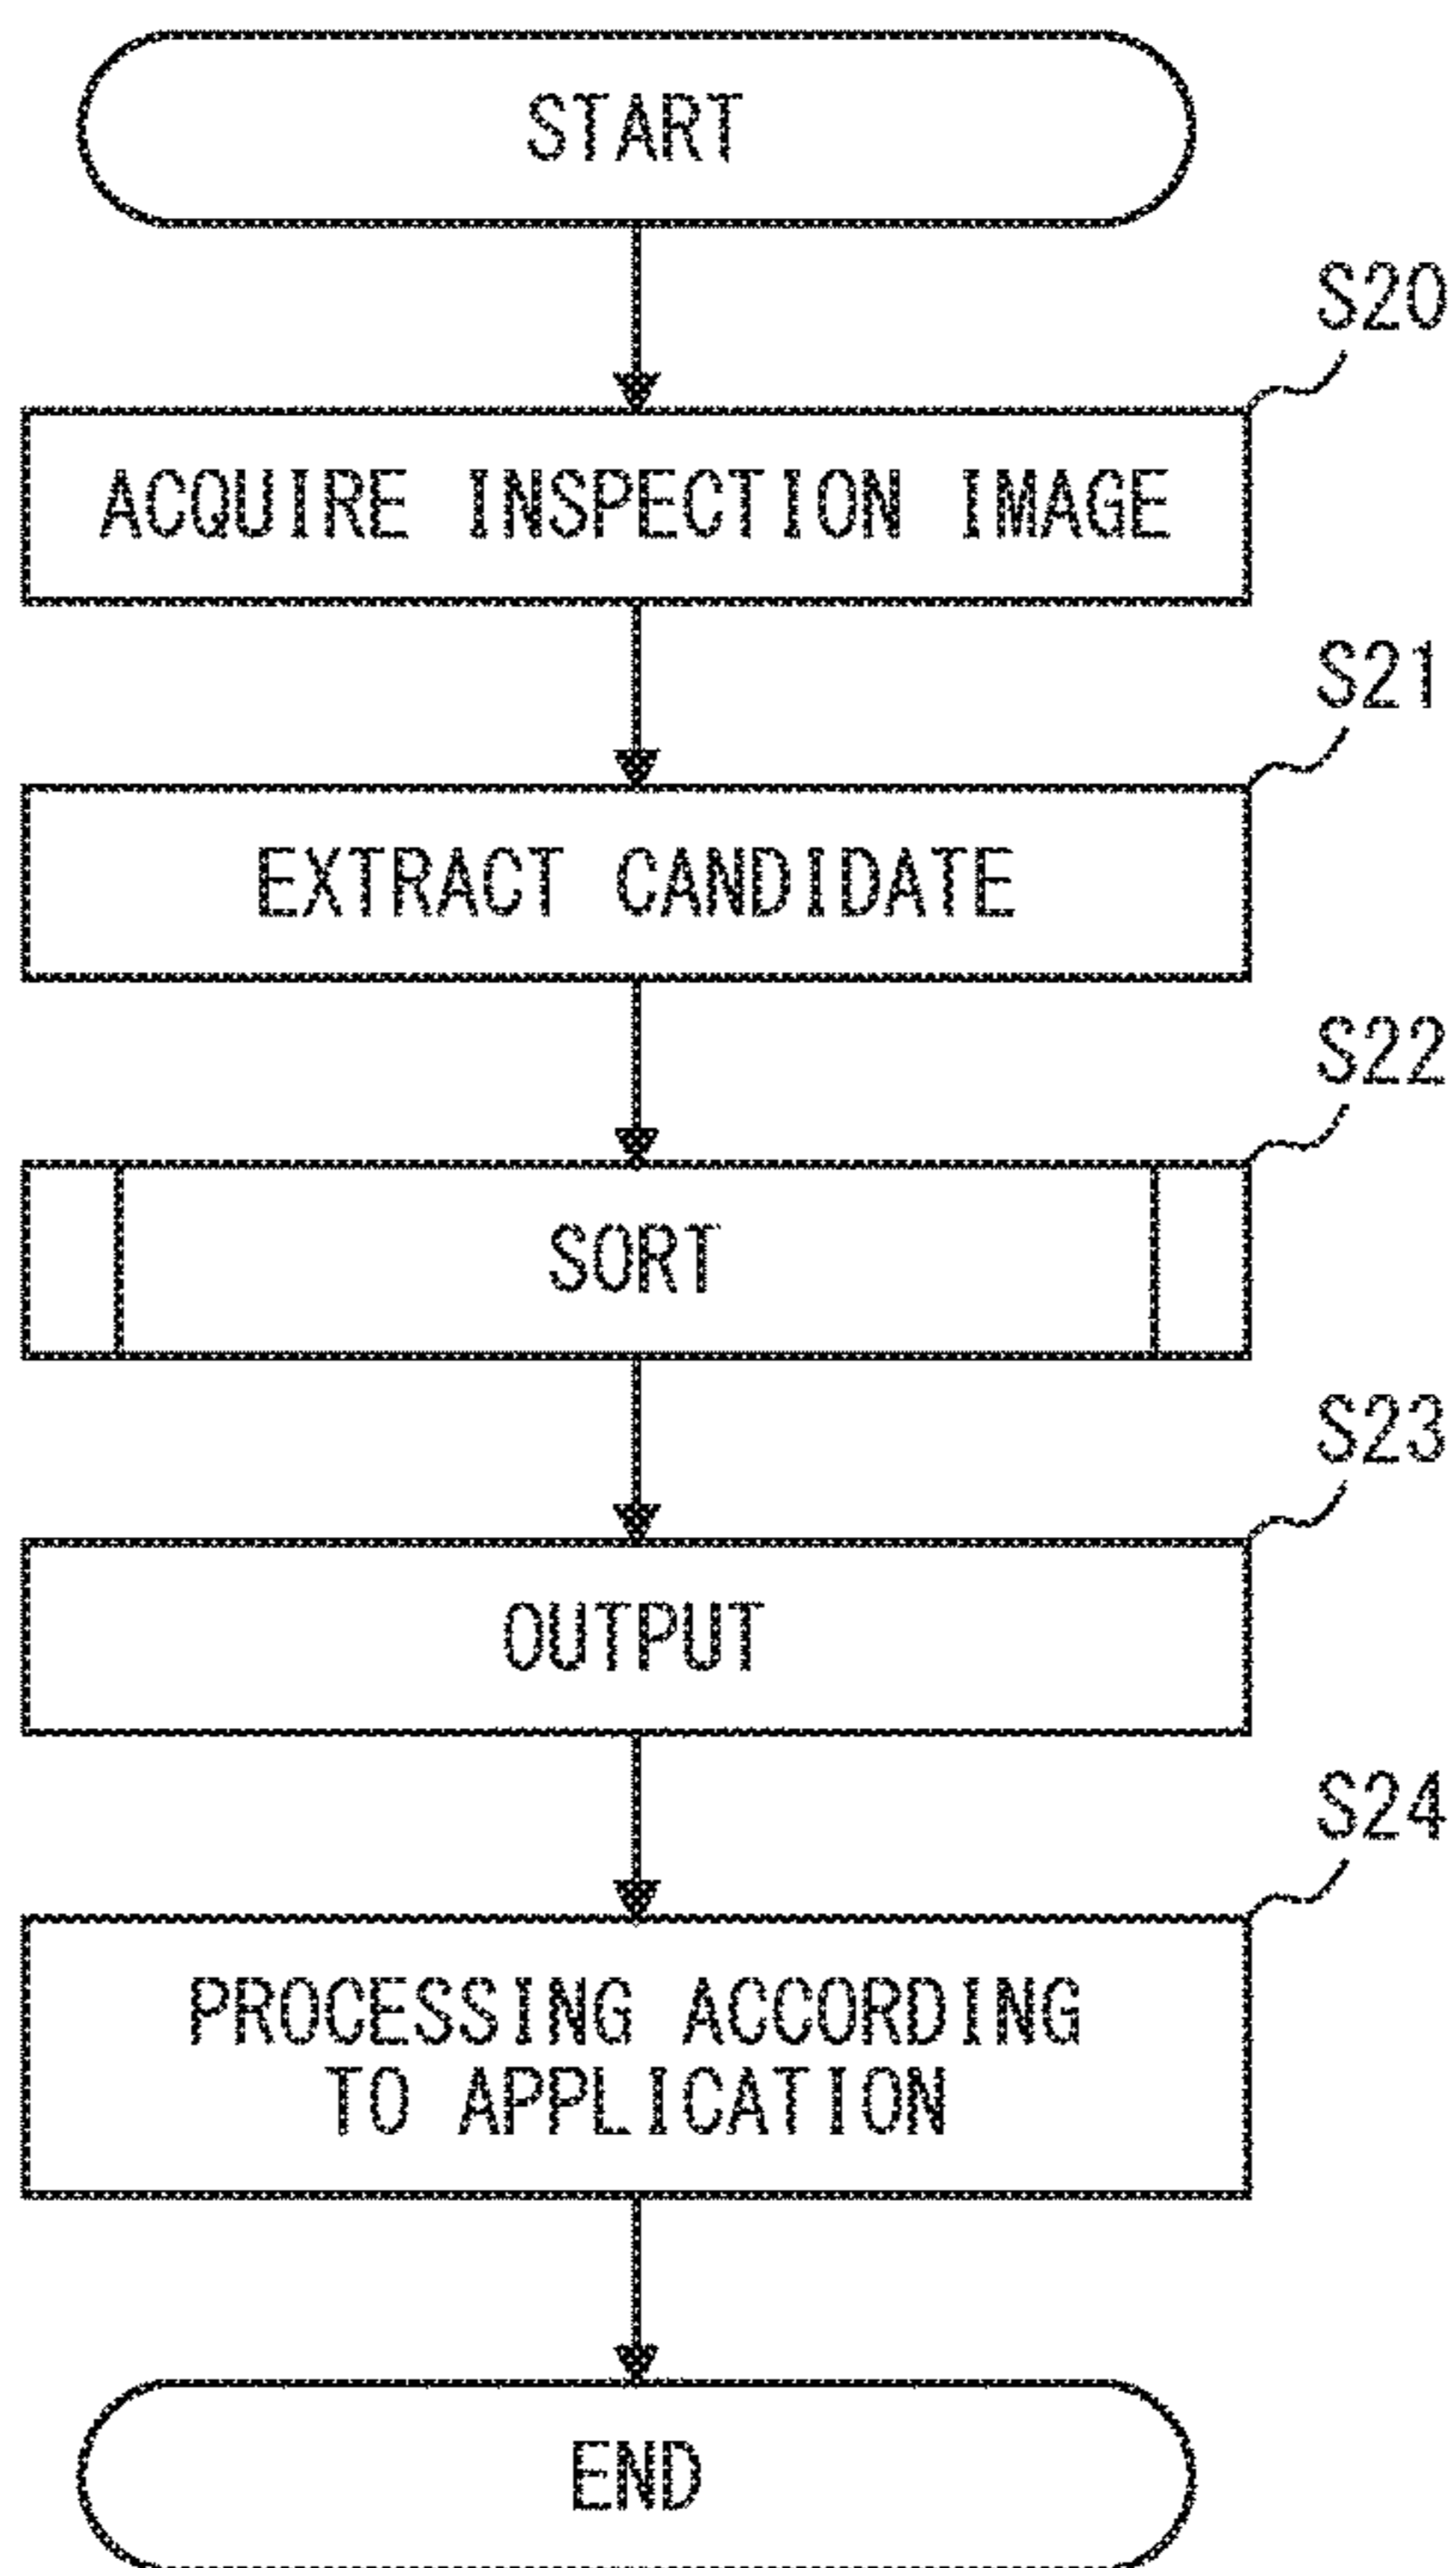 START
S20
ACQUIRE INSPECTION IMAGE
S21
EXTRACT CANDIDATE
S22
SORT
S23
OUTPUT
S24
PROCESSING ACCORDING
TO APPLICATION
END